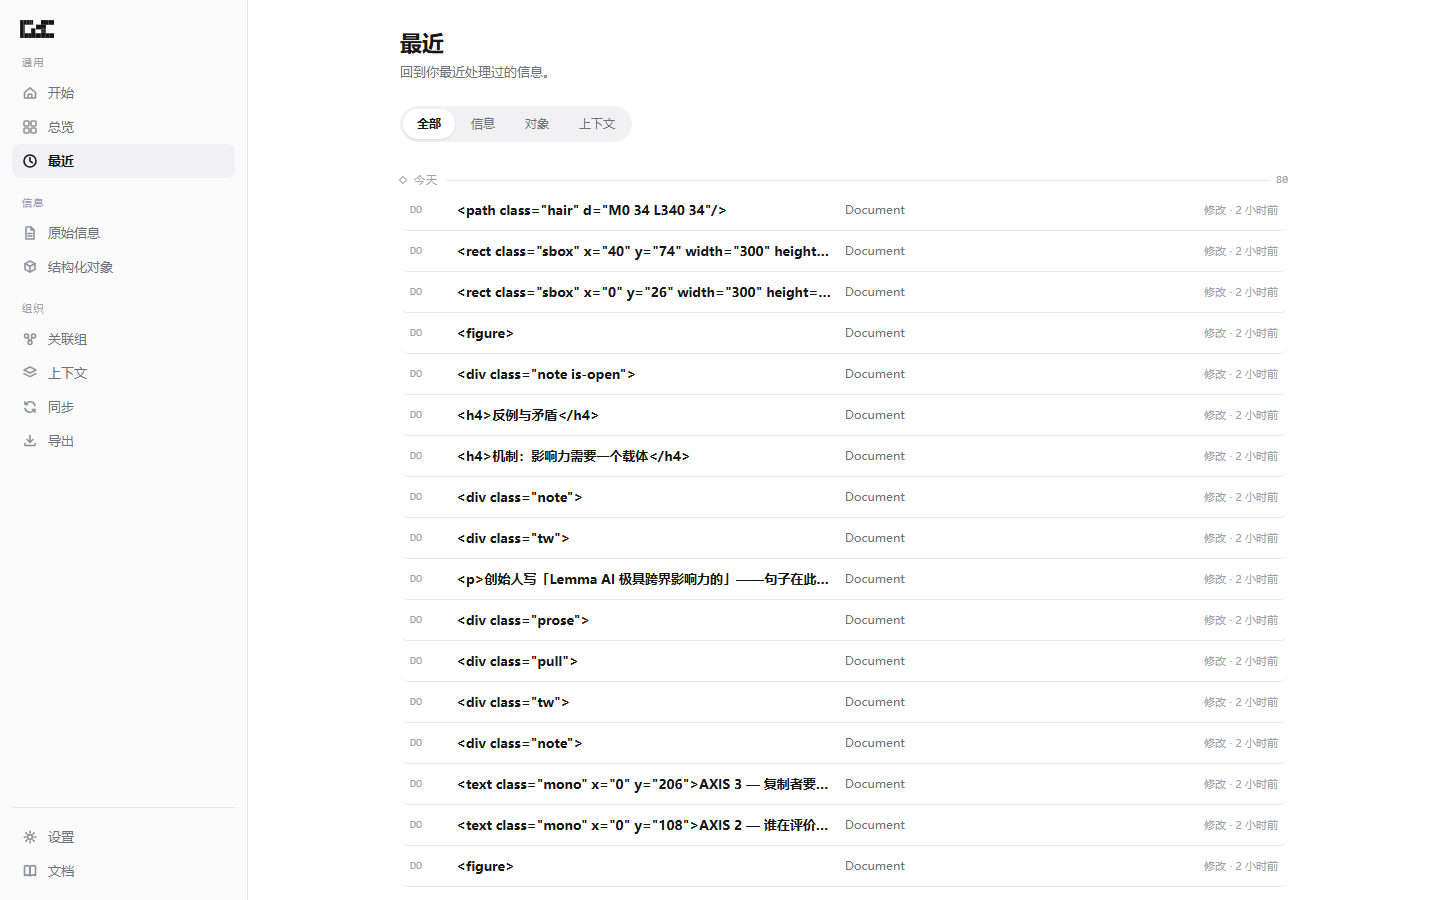 通用
开始
总览
最近
信息
原始信息
结构化对象
组织
关联组
上下文
同步
导出
设置
文档
最近
回到你最近处理过的信息。
全部 信息 对象 上下文
今天 80
DO <path class="hair" d="M0 34 L340 34"/> Document 修改 · 2 小时前
DO <rect class="sbox" x="40" y="74" width="300" height... Document 修改 · 2 小时前
DO <rect class="sbox" x="0" y="26" width="300" height=... Document 修改 · 2 小时前
DO <figure> Document 修改 · 2 小时前
DO <div class="note is-open"> Document 修改 · 2 小时前
DO <h4>反例与矛盾</h4> Document 修改 · 2 小时前
DO <h4>机制：影响力需要一个载体</h4> Document 修改 · 2 小时前
DO <div class="note"> Document 修改 · 2 小时前
DO <div class="tw"> Document 修改 · 2 小时前
DO <p>创始人写「Lemma AI 极具跨界影响力的」——句子在此... Document 修改 · 2 小时前
DO <div class="prose"> Document 修改 · 2 小时前
DO <div class="pull"> Document 修改 · 2 小时前
DO <div class="tw"> Document 修改 · 2 小时前
DO <div class="note"> Document 修改 · 2 小时前
DO <text class="mono" x="0" y="206">AXIS 3 — 复制者要... Document 修改 · 2 小时前
DO <text class="mono" x="0" y="108">AXIS 2 — 谁在评价... Document 修改 · 2 小时前
DO <figure> Document 修改 · 2 小时前